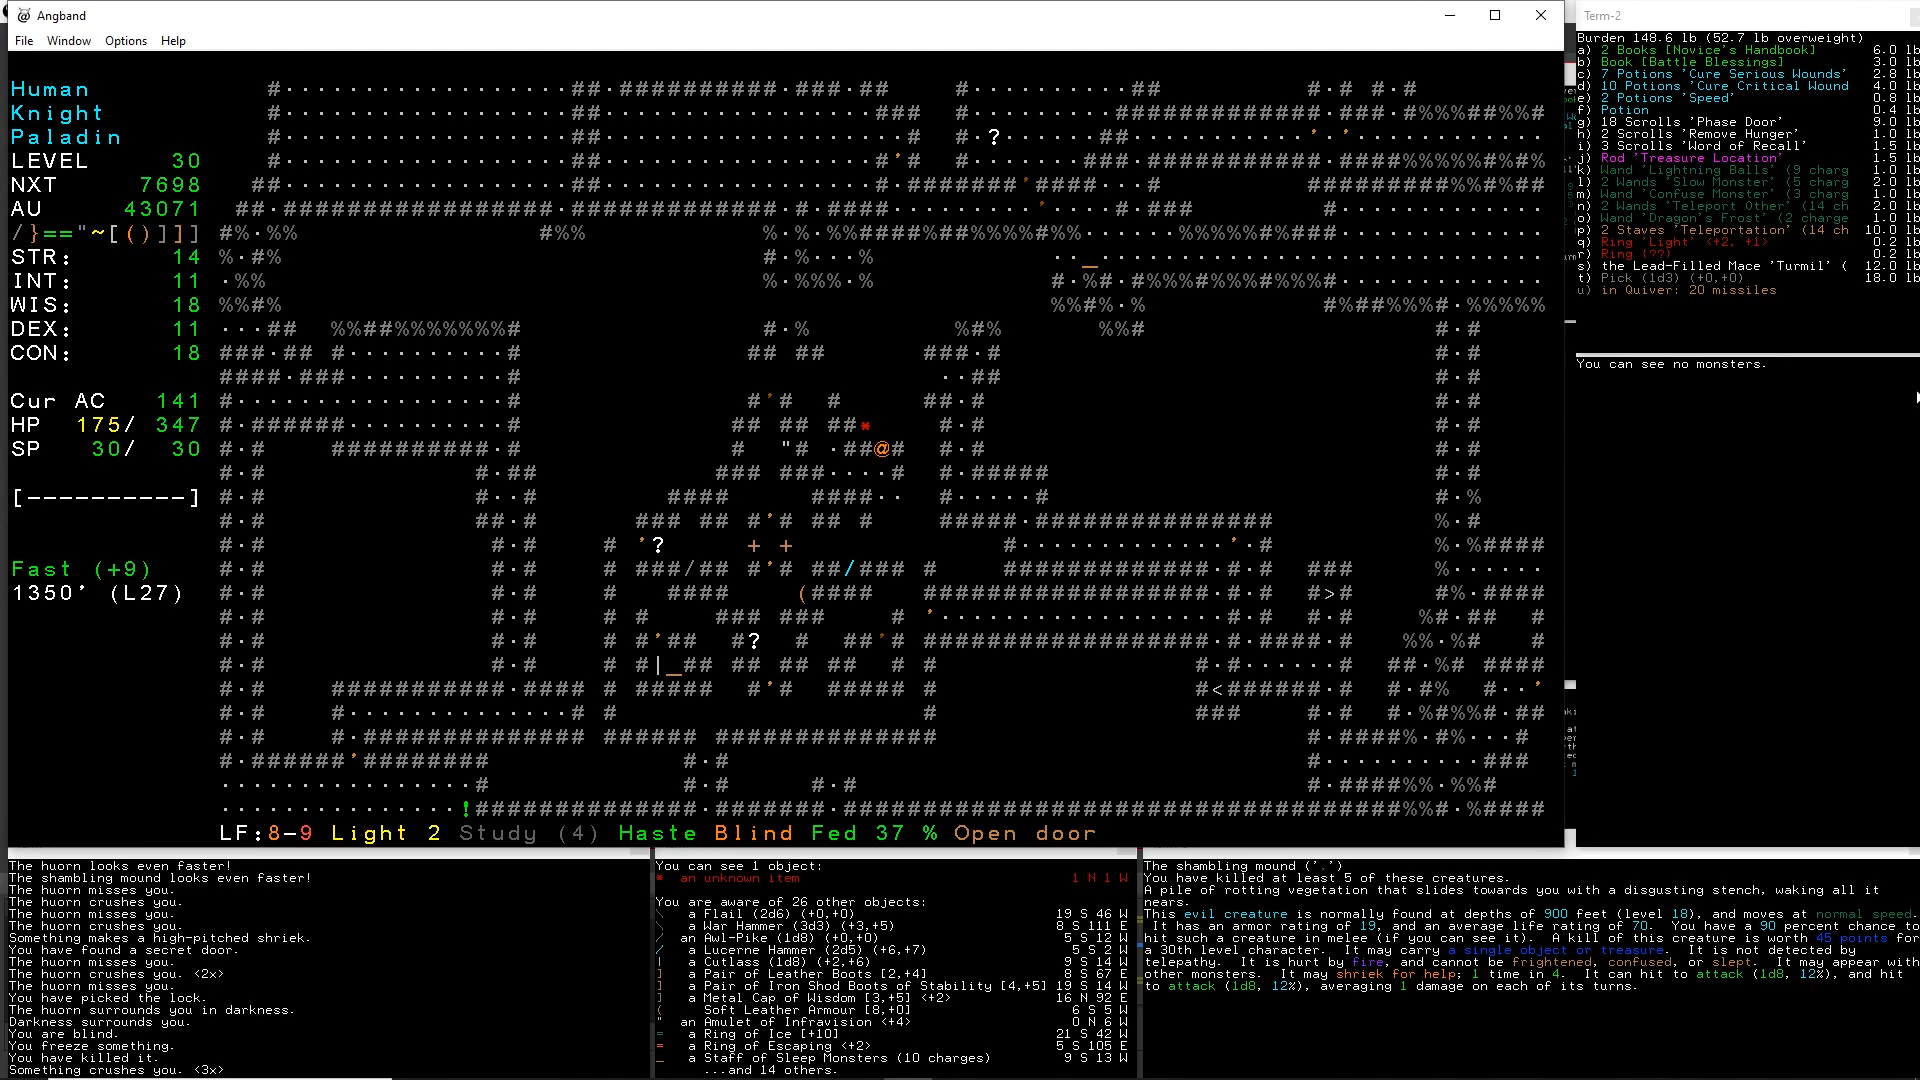 Angband
File Window Options Help
Human
Knight
Paladin
LEVEL 30
NXT 7698
AU 43071
/}=="~[()]]]
STR: 14
INT: 11
WIS: 18
DEX: 11
CON: 18
Cur AC 141
HP 175/ 347
SP 30/ 30
[----------]
Fast (+9)
1350' (L27)
LF:8-9 Light 2 Study (4) Haste Blind Fed 37 % Open door
Term-2
Burden 148.6 lb (52.7 lb overweight)
a) 2 Books [Novice's Handbook] 6.0 lb
b) Book [Battle Blessings] 3.0 lb
c) 7 Potions 'Cure Serious Wounds' 2.8 lb
d) 10 Potions 'Cure Critical Wound 4.0 lb
e) 2 Potions 'Speed' 0.8 lb
f) Potion 0.4 lb
g) 18 Scrolls 'Phase Door' 9.0 lb
h) 2 Scrolls 'Remove Hunger' 1.0 lb
i) 3 Scrolls 'Word of Recall' 1.5 lb
j) Rod 'Treasure Location' 1.5 lb
k) Wand 'Lightning Balls' (9 charg 1.0 lb
l) 2 Wands 'Slow Monster' (5 charg 2.0 lb
m) Wand 'Confuse Monster' (3 charg 1.0 lb
n) 2 Wands 'Teleport Other' (14 ch 2.0 lb
o) Wand 'Dragon's Frost' (2 charge 1.0 lb
p) 2 Staves 'Teleportation' (14 ch 10.0 lb
q) Ring 'Light' <+2, +1> 0.2 lb
r) Ring {??} 0.2 lb
s) the Lead-Filled Mace 'Turmil' ( 12.0 lb
t) Pick (1d3) (+0,+0) 18.0 lb
u) in Quiver: 20 missiles
You can see no monsters.
The huorn looks even faster!
The shambling mound looks even faster!
The huorn misses you.
The huorn crushes you.
The huorn misses you.
The huorn crushes you.
Something makes a high-pitched shriek.
You have found a secret door.
The huorn misses you.
The huorn crushes you. <2x>
The huorn misses you.
You have picked the lock.
The huorn surrounds you in darkness.
Darkness surrounds you.
You are blind.
You freeze something.
You have killed it.
Something crushes you. <3x>
You can see 1 object:
* an unknown item 1 N 1 W
You are aware of 26 other objects:
\ a Flail (2d6) (+0,+0) 19 S 46 W
\ a War Hammer (3d3) (+3,+5) 8 S 111 E
/ an Awl-Pike (1d8) (+0,+0) 5 S 12 W
/ a Lucerne Hammer (2d5) (+6,+7) 5 S 2 W
| a Cutlass (1d8) (+2,+6) 9 S 14 W
] a Pair of Leather Boots [2,+4] 8 S 67 E
] a Pair of Iron Shod Boots of Stability [4,+5] 19 S 14 W
] a Metal Cap of Wisdom [3,+5] <+2> 16 N 92 E
( Soft Leather Armour [8,+0] 6 S 5 W
" an Amulet of Infravision <+4> 0 N 6 W
= a Ring of Ice [+10] 21 S 42 W
= a Ring of Escaping <+2> 5 S 105 E
_ a Staff of Sleep Monsters (10 charges) 9 S 13 W
...and 14 others.
The shambling mound (',')
You have killed at least 5 of these creatures.
A pile of rotting vegetation that slides towards you with a disgusting stench, waking all it
nears.
This evil creature is normally found at depths of 900 feet (level 18), and moves at normal speed.
It has an armor rating of 19, and an average life rating of 70. You have a 90 percent chance to
hit such a creature in melee (if you can see it). A kill of this creature is worth 45 points for
a 30th level character. It may carry a single object or treasure. It is not detected by
telepathy. It is hurt by fire, and cannot be frightened, confused, or slept. It may appear with
other monsters. It may shriek for help; 1 time in 4. It can hit to attack (1d8, 12%), and hit
to attack (1d8, 12%), averaging 1 damage on each of its turns.